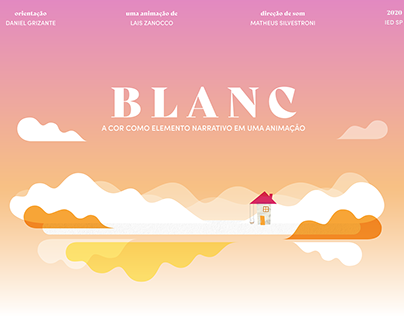 orientação
DANIEL GRIZANTE
uma animação de
LAIS ZANOCCO
direção de som
MATHEUS SILVESTRONI
2020
IED SP
BLANC
A COR COMO ELEMENTO NARRATIVO EM UMA ANIMAÇÃO